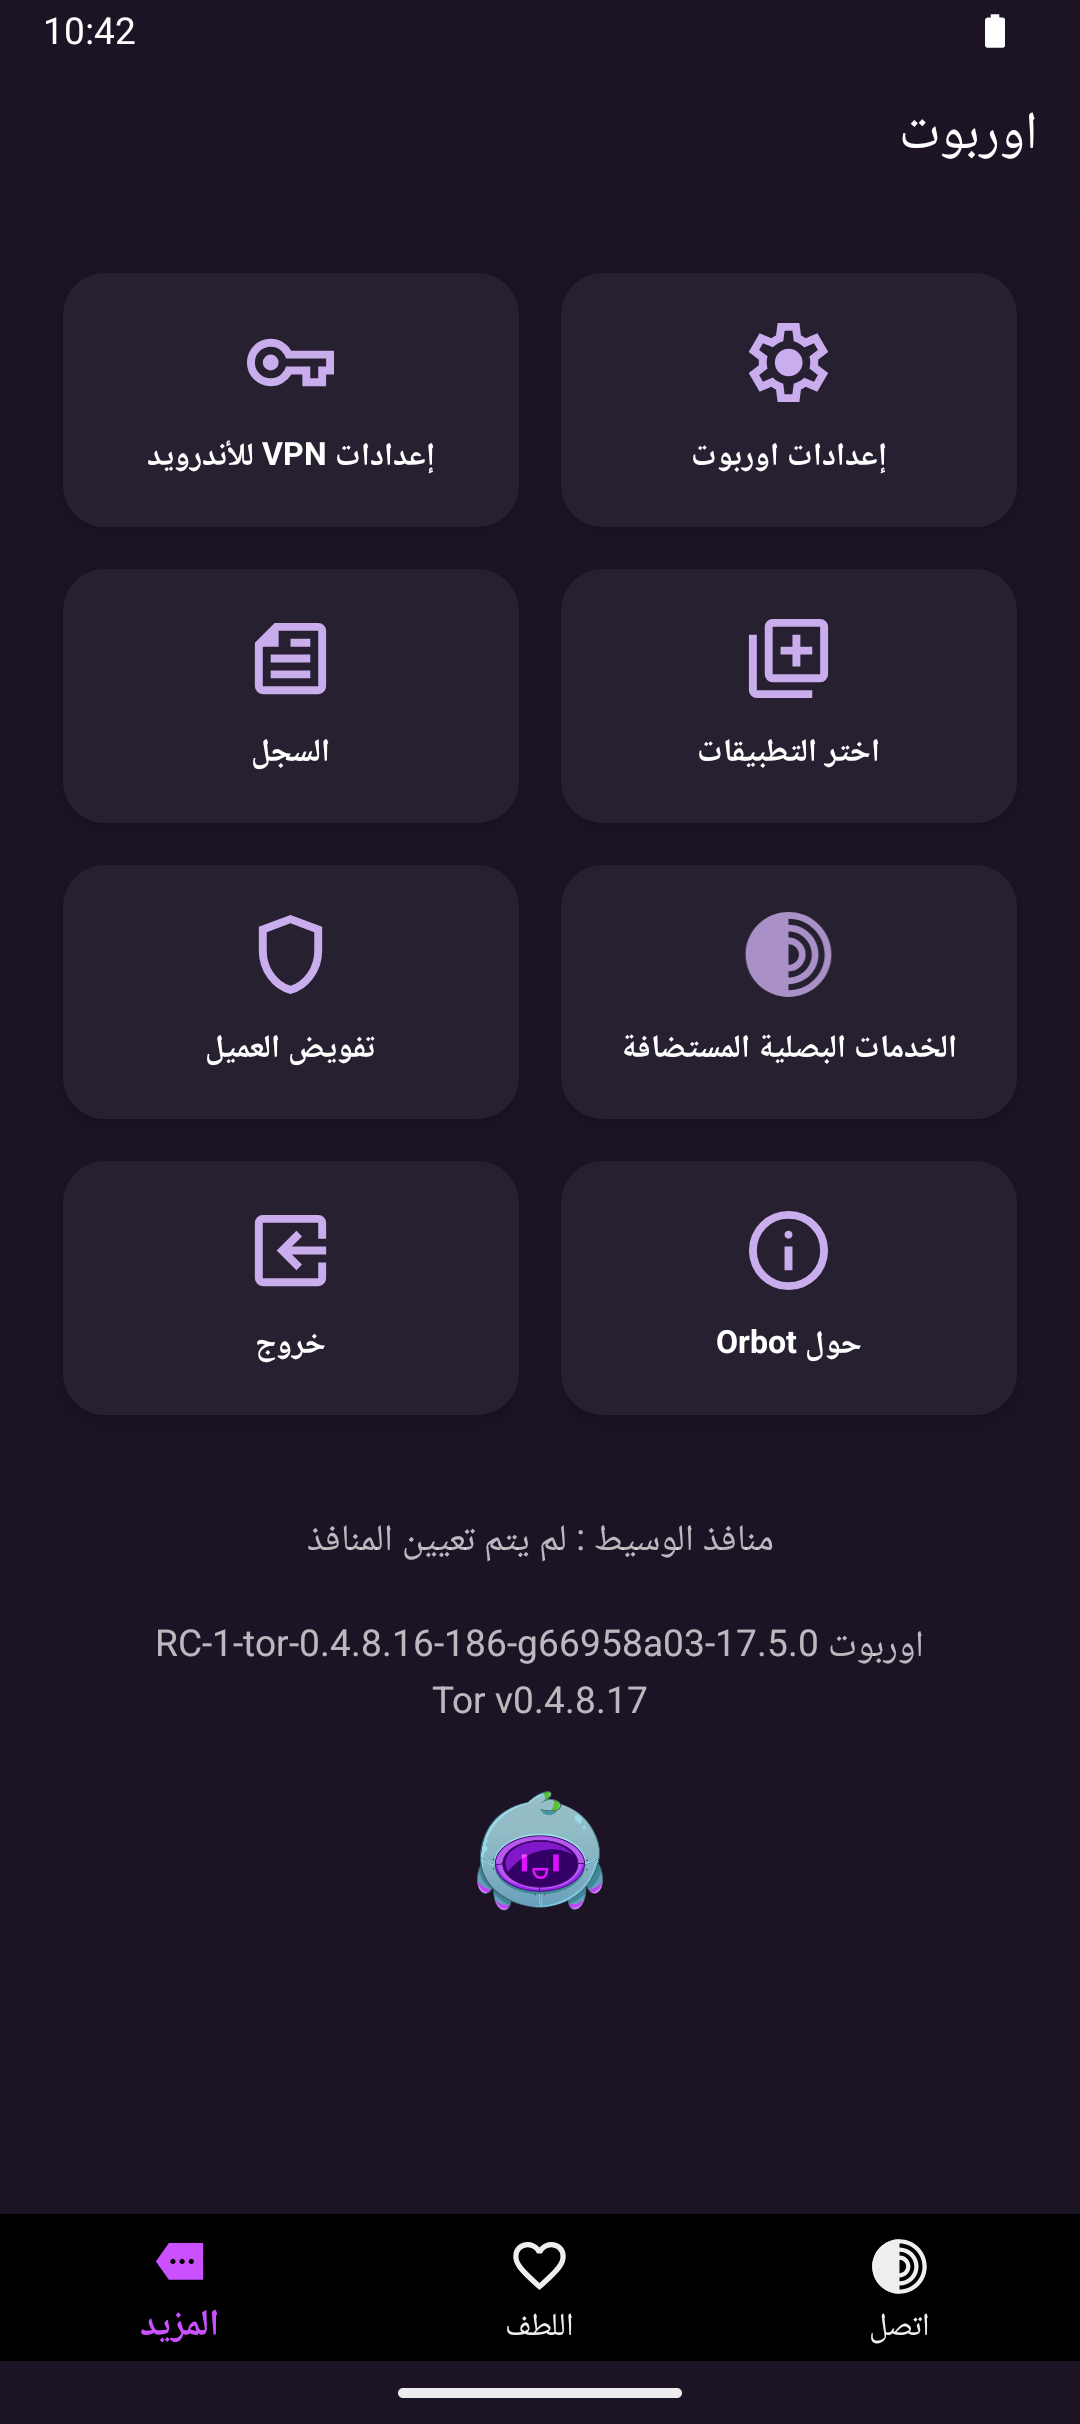 10:42
اوربوت
إعدادات اوربوت
إعدادات VPN للأندرويد
اختر التطبيقات
السجل
الخدمات البصلية المستضافة
تفويض العميل
حول Orbot
خروج
منافذ الوسيط : لم يتم تعيين المنافذ
اوربوت 17.5.0-RC-1-tor-0.4.8.16-186-g66958a03
Tor v0.4.8.17
اتصل
اللطف
المزيد